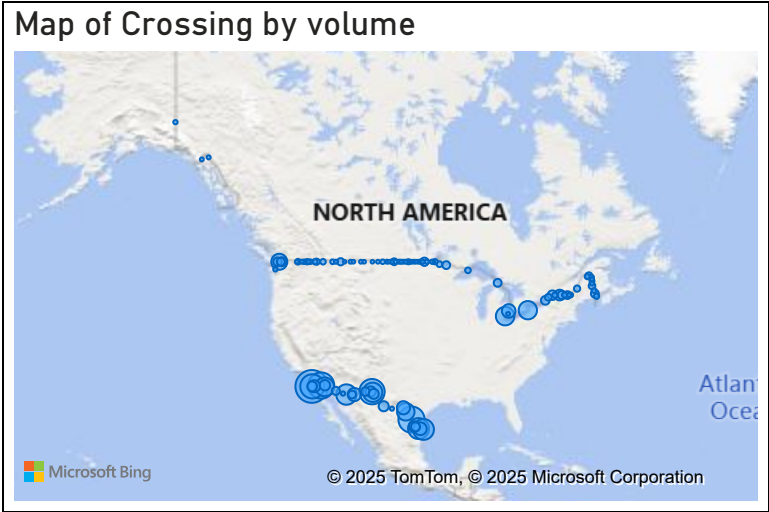 Map of Crossing by volume
NORTH AMERICA
Atlan
Ocea
Microsoft Bing
© 2025 TomTom, © 2025 Microsoft Corporation